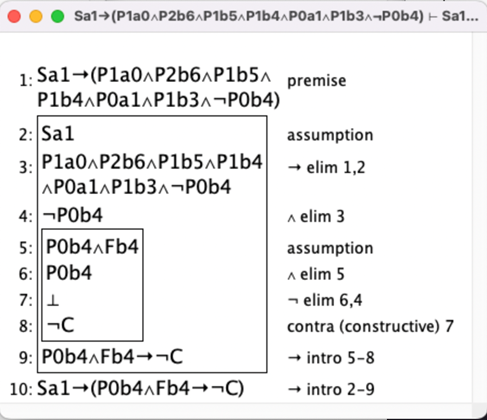 Sa1→(P1a0∧P2b6∧P1b5∧P1b4∧P0a1∧P1b3∧¬P0b4) ⊢ Sa1...
1: Sa1→(P1a0∧P2b6∧P1b5∧ premise
P1b4∧P0a1∧P1b3∧¬P0b4)
2: Sa1 assumption
3: P1a0∧P2b6∧P1b5∧P1b4 → elim 1,2
∧P0a1∧P1b3∧¬P0b4
4: ¬P0b4 ∧ elim 3
5: P0b4∧Fb4 assumption
6: P0b4 ∧ elim 5
7: ⊥ ¬ elim 6,4
8: ¬C contra (constructive) 7
9: P0b4∧Fb4→¬C → intro 5-8
10: Sa1→(P0b4∧Fb4→¬C) → intro 2-9